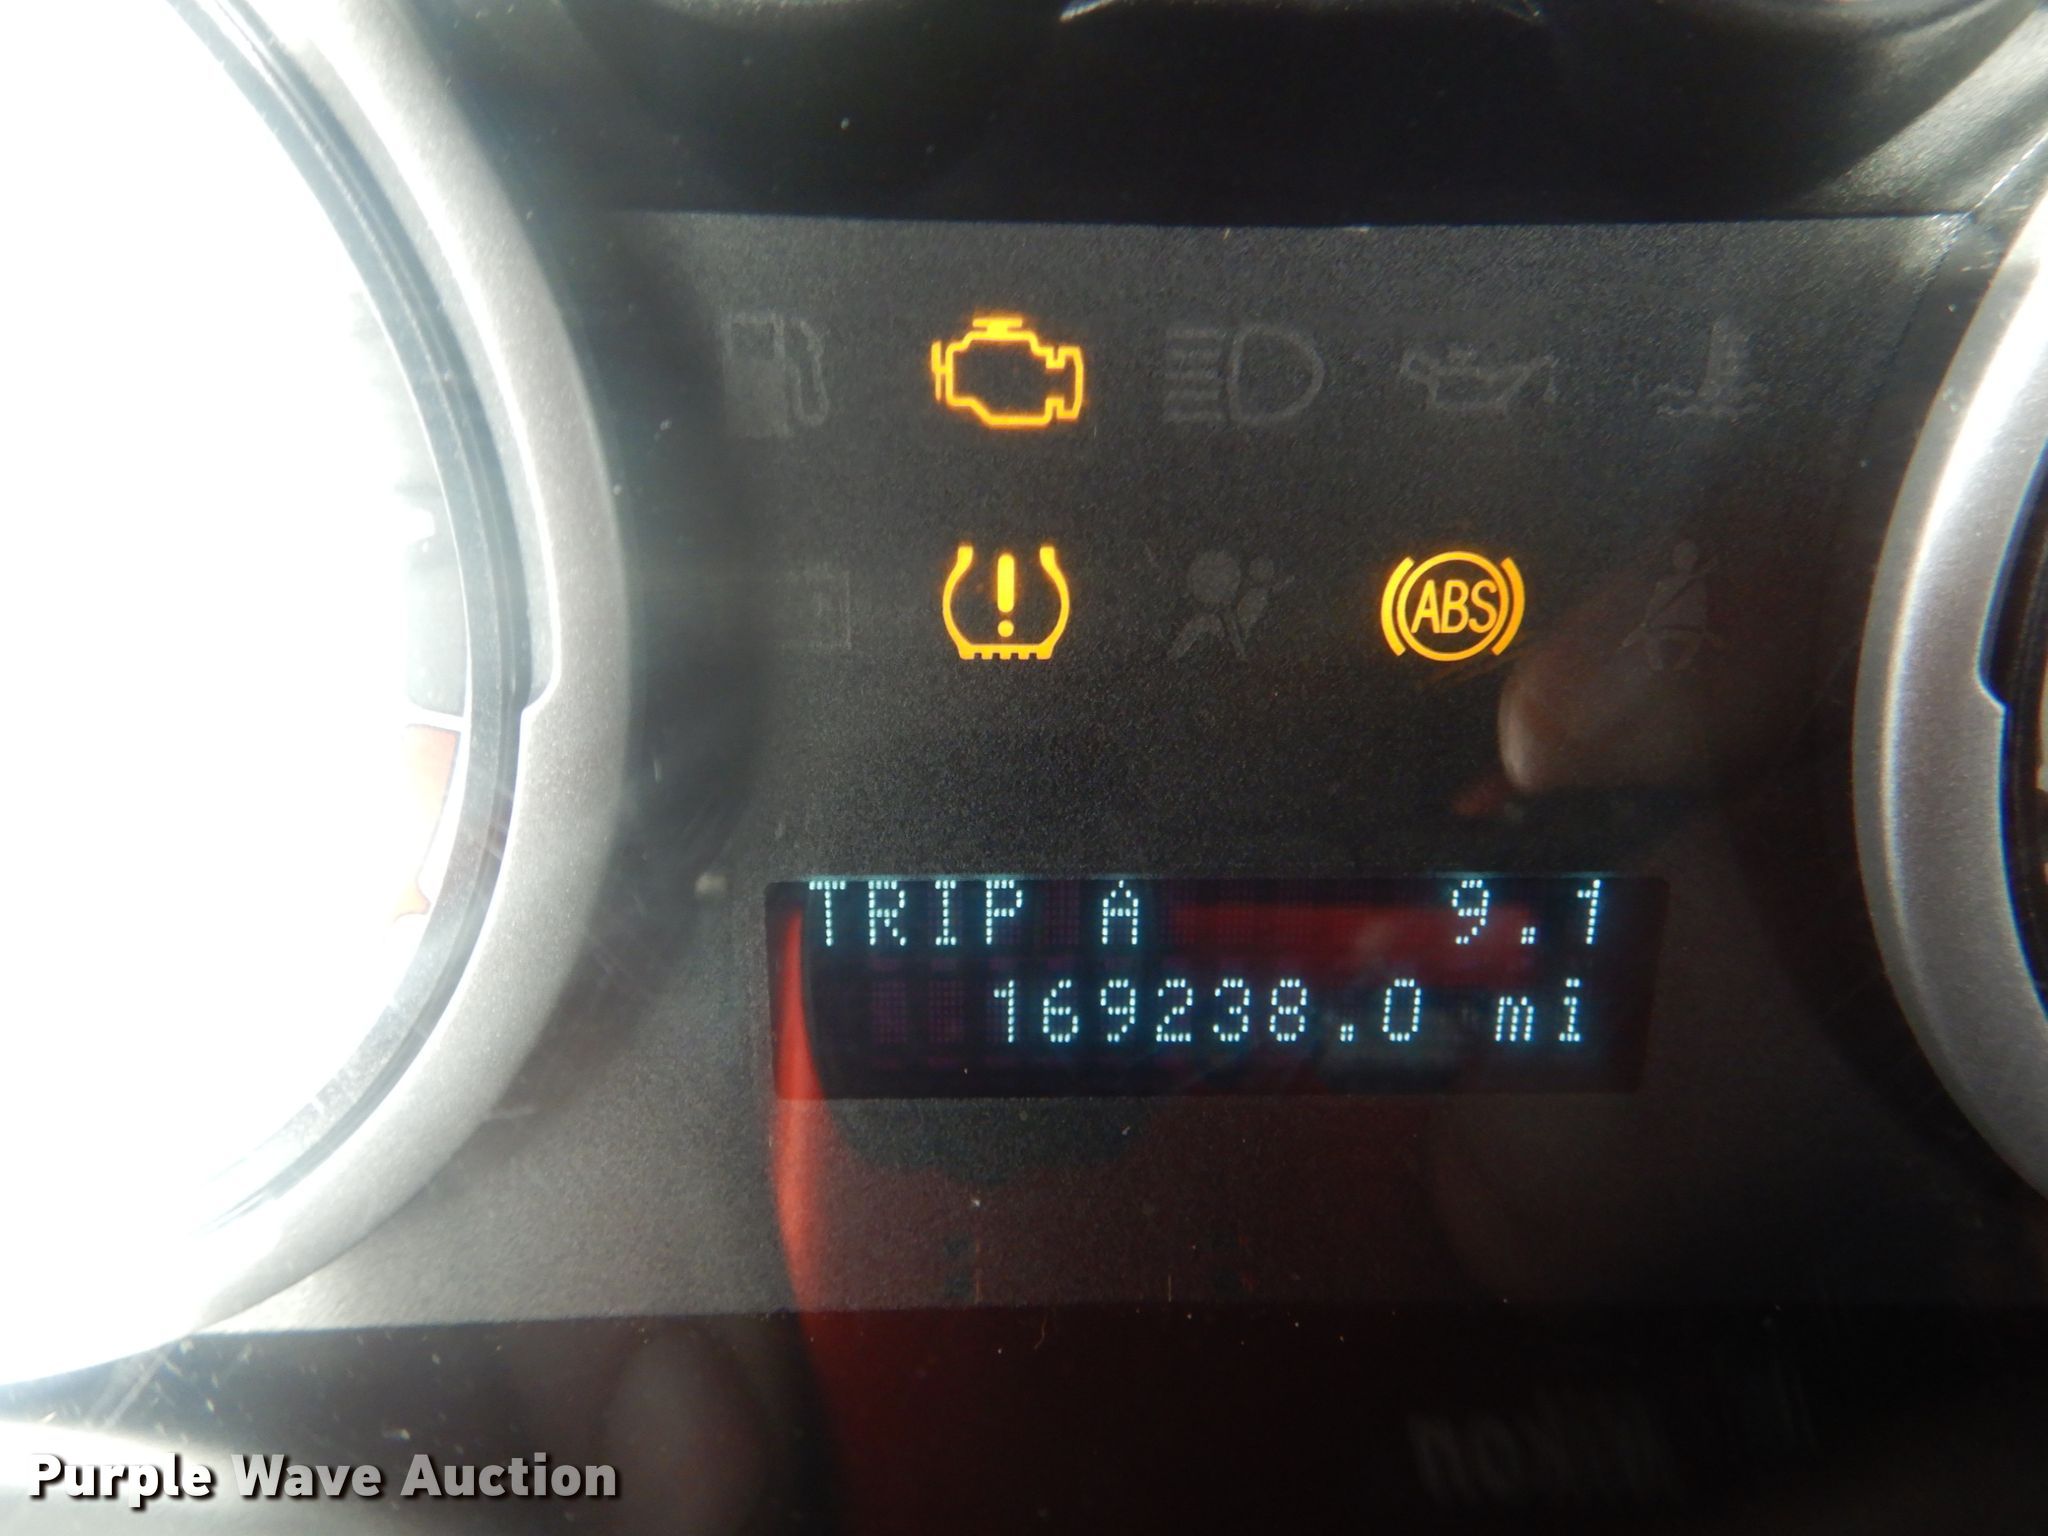 ABS
TRIP A 9.1
169238.0 mi
Purple Wave Auction